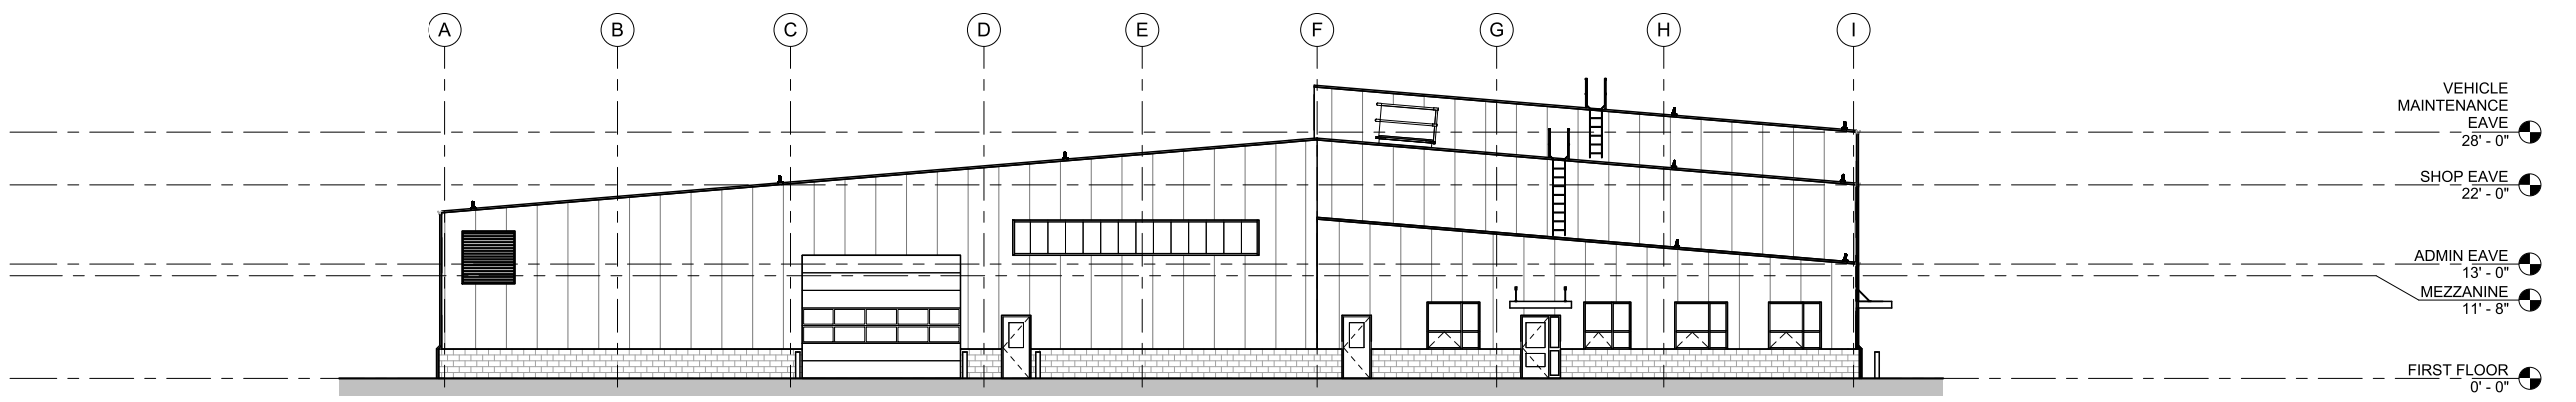 A B C D E F G H I
VEHICLE
MAINTENANCE
EAVE
28' - 0"
SHOP EAVE
22' - 0"
ADMIN EAVE
13' - 0"
MEZZANINE
11' - 8"
FIRST FLOOR
0' - 0"